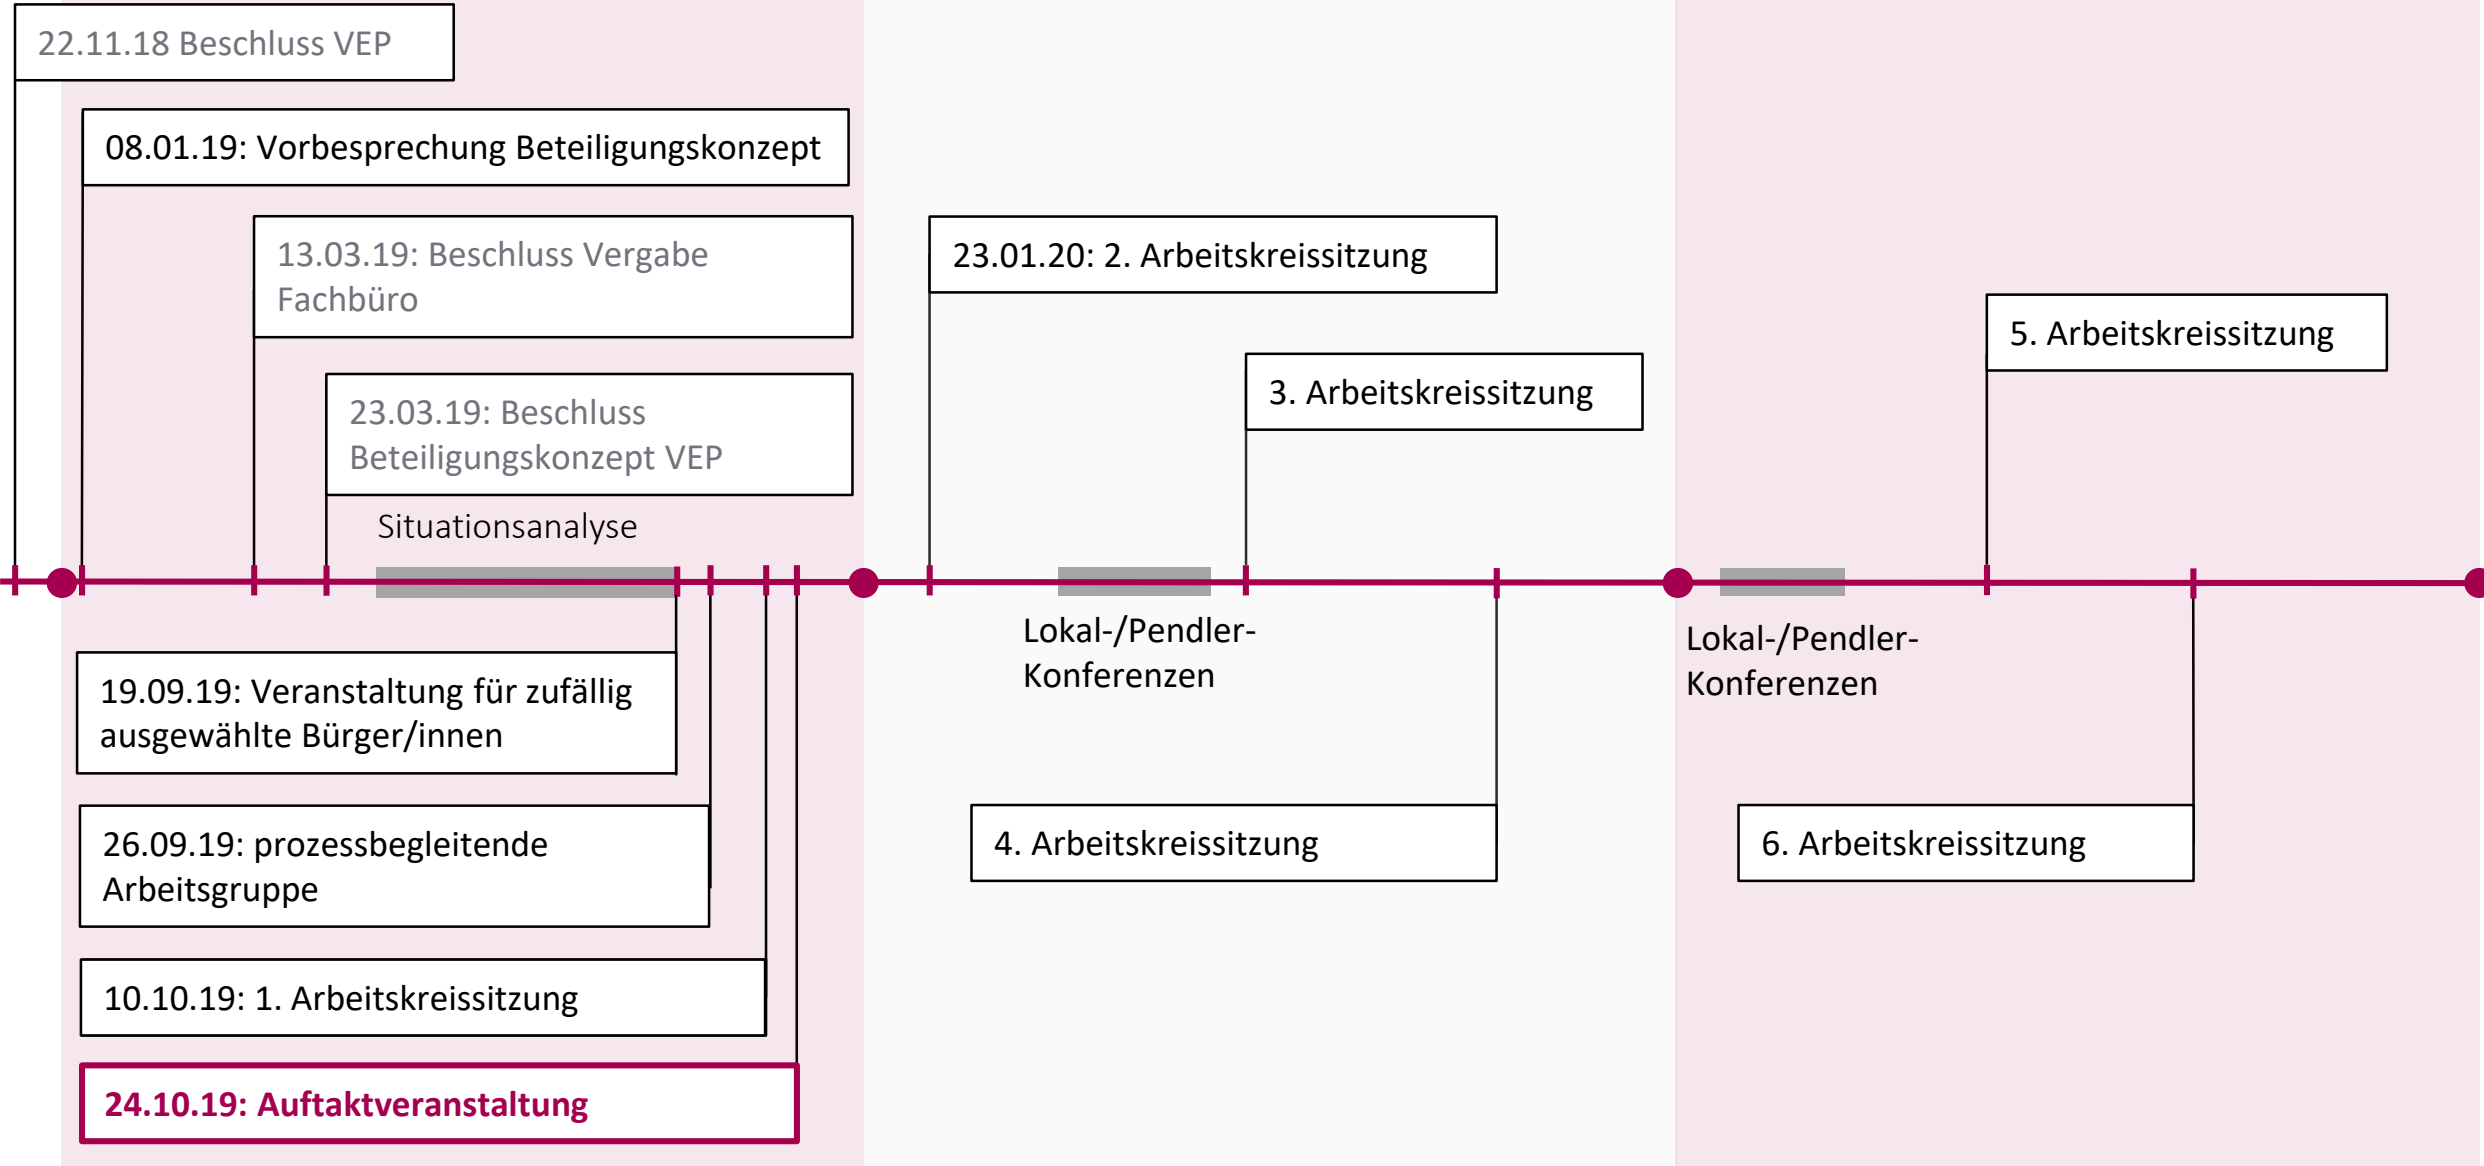 22.11.18 Beschluss VEP
08.01.19: Vorbesprechung Beteiligungskonzept
13.03.19: Beschluss Vergabe
Fachbüro
23.03.19: Beschluss
Beteiligungskonzept VEP
Situationsanalyse
19.09.19: Veranstaltung für zufällig
ausgewählte Bürger/innen
26.09.19: prozessbegleitende
Arbeitsgruppe
10.10.19: 1. Arbeitskreissitzung
24.10.19: Auftaktveranstaltung
23.01.20: 2. Arbeitskreissitzung
3. Arbeitskreissitzung
Lokal-/Pendler-
Konferenzen
4. Arbeitskreissitzung
5. Arbeitskreissitzung
Lokal-/Pendler-
Konferenzen
6. Arbeitskreissitzung